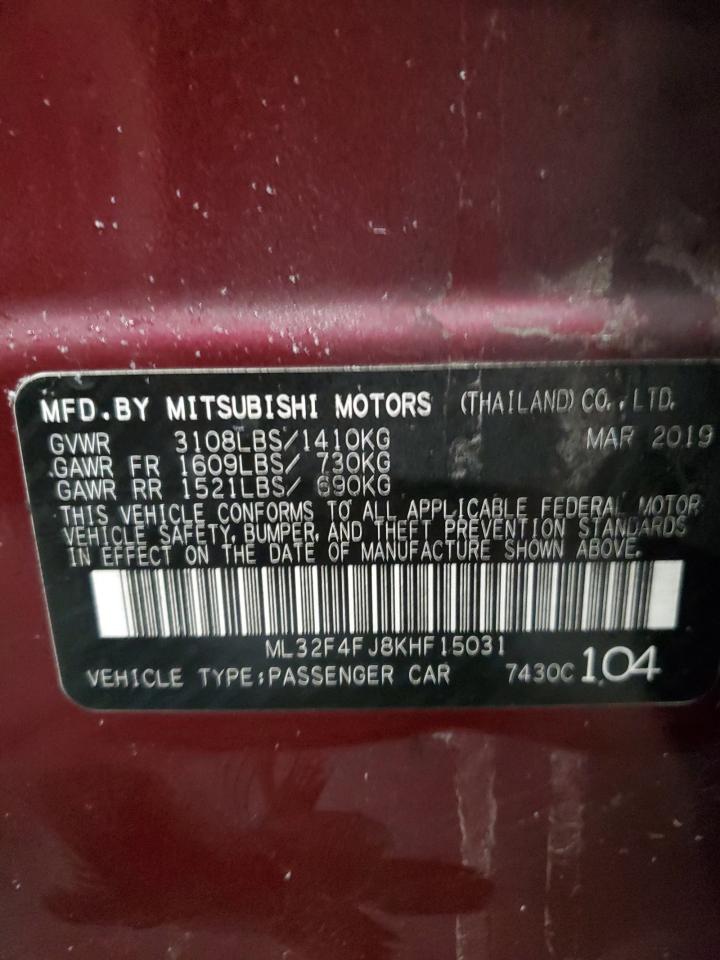 MFD.BY MITSUBISHI MOTORS (THAILAND) CO.,LTD.
GVWR 3108LBS/1410KG MAR 2019
GAWR FR 1609LBS/ 730KG
GAWR RR 1521LBS/ 690KG
THIS VEHICLE CONFORMS TO ALL APPLICABLE FEDERAL MOTOR
VEHICLE SAFETY, BUMPER, AND THEFT PREVENTION STANDARDS
IN EFFECT ON THE DATE OF MANUFACTURE SHOWN ABOVE.
ML32F4FJ8KHF15031
VEHICLE TYPE:PASSENGER CAR 7430C 104